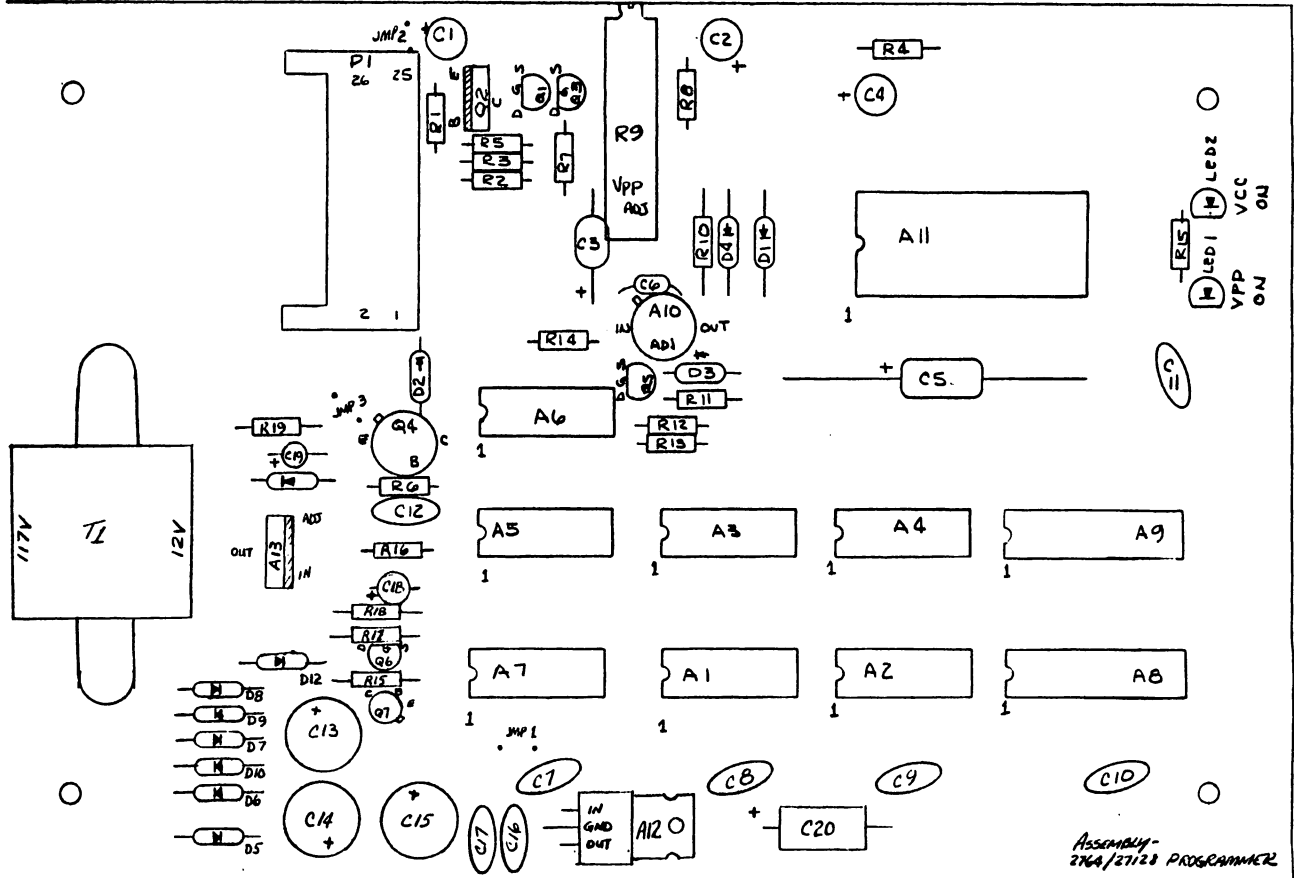 JMP2
C1
+
P1
26 25
R1
E
Q2
B C
D G S
Q1
D G S
Q3
R5
R3
R2
R7
R9
VPP
ADJ
C2
+
R8
R4
+ C4
C3
+
R10
D4
D1
A11
1
LED2
VCC
ON
R15
LED1
VPP
ON
2 1
C6
IN A10 OUT
ADJ
R14
D G S
Q5
D3
R11
R12
R13
+ C5.
C11
D2
JMP3
Q4
E C
B
R19
+ C19
A6
1
R6
C12
117V T1 12V
ADJ
OUT A13
IN
R16
+ C18
R18
R17
D G S
Q6
R15
C B E
Q7
A5
1
A3
1
A4
1
A9
1
A7
1
A1
1
A2
1
A8
1
D12
D8
D9
D7
D10
D6
D5
+
C13
C14
+
+
C15
JMP1
C7
C8
C9
C10
C17
C16
IN
GND
OUT
A12
+ C20
ASSEMBLY-
2764/27128 PROGRAMMER